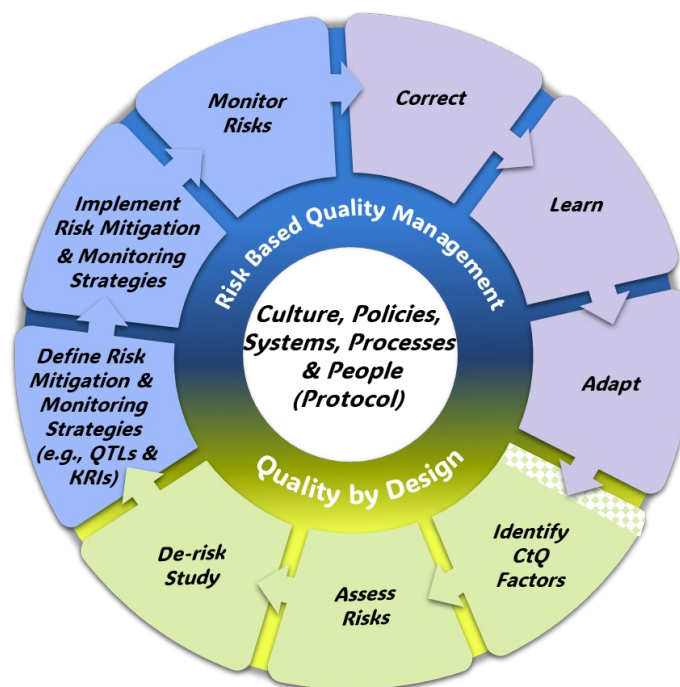 Monitor
Risks
Correct
Learn
Adapt
Identify
CtQ
Factors
Assess
Risks
De-risk
Study
Define Risk
Mitigation &
Monitoring
Strategies
(e.g., QTLs &
KRIs)
Implement
Risk Mitigation
& Monitoring
Strategies
Risk Based Quality Management
Culture, Policies,
Systems, Processes
& People
(Protocol)
Quality by Design